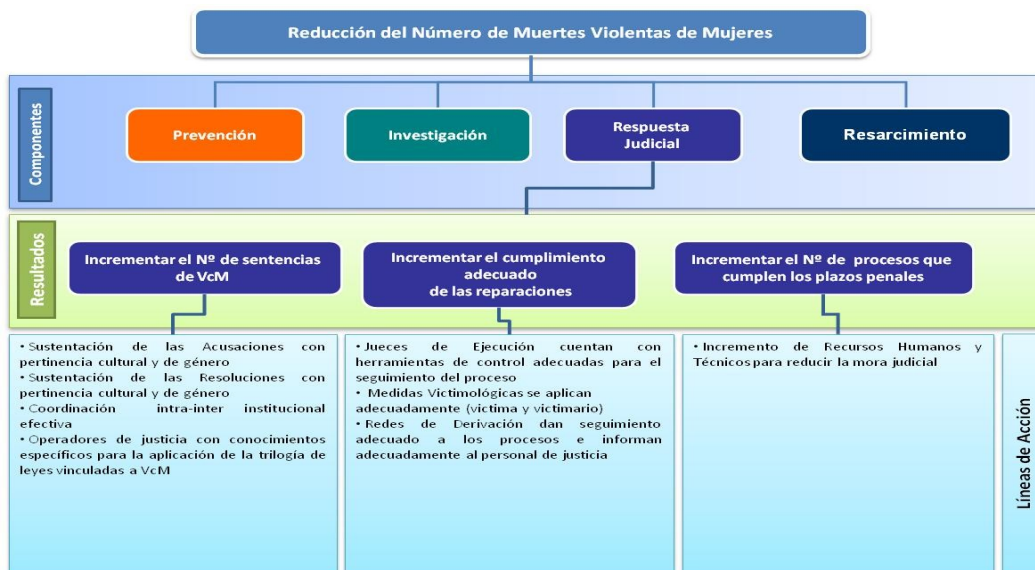 Reducción del Número de Muertes Violentas de Mujeres
Componentes
Prevención
Investigación
Respuesta
Judicial
Resarcimiento
Resultados
Incrementar el Nº de sentencias
de VcM
Incrementar el cumplimiento
adecuado
de las reparaciones
Incrementar el Nº de procesos que
cumplen los plazos penales
• Sustentación de las Acusaciones con
pertinencia cultural y de género
• Sustentación de las Resoluciones con
pertinencia cultural y de género
• Coordinación intra-inter institucional
efectiva
• Operadores de justicia con conocimientos
específicos para la aplicación de la trilogía de
leyes vinculadas a VcM
• Jueces de Ejecución cuentan con
herramientas de control adecuadas para el
seguimiento del proceso
• Medidas Victimológicas se aplican
adecuadamente (victima y victimario)
• Redes de Derivación dan seguimiento
adecuado a los procesos e informan
adecuadamente al personal de justicia
• Incremento de Recursos Humanos y
Técnicos para reducir la mora judicial
Líneas de Acción